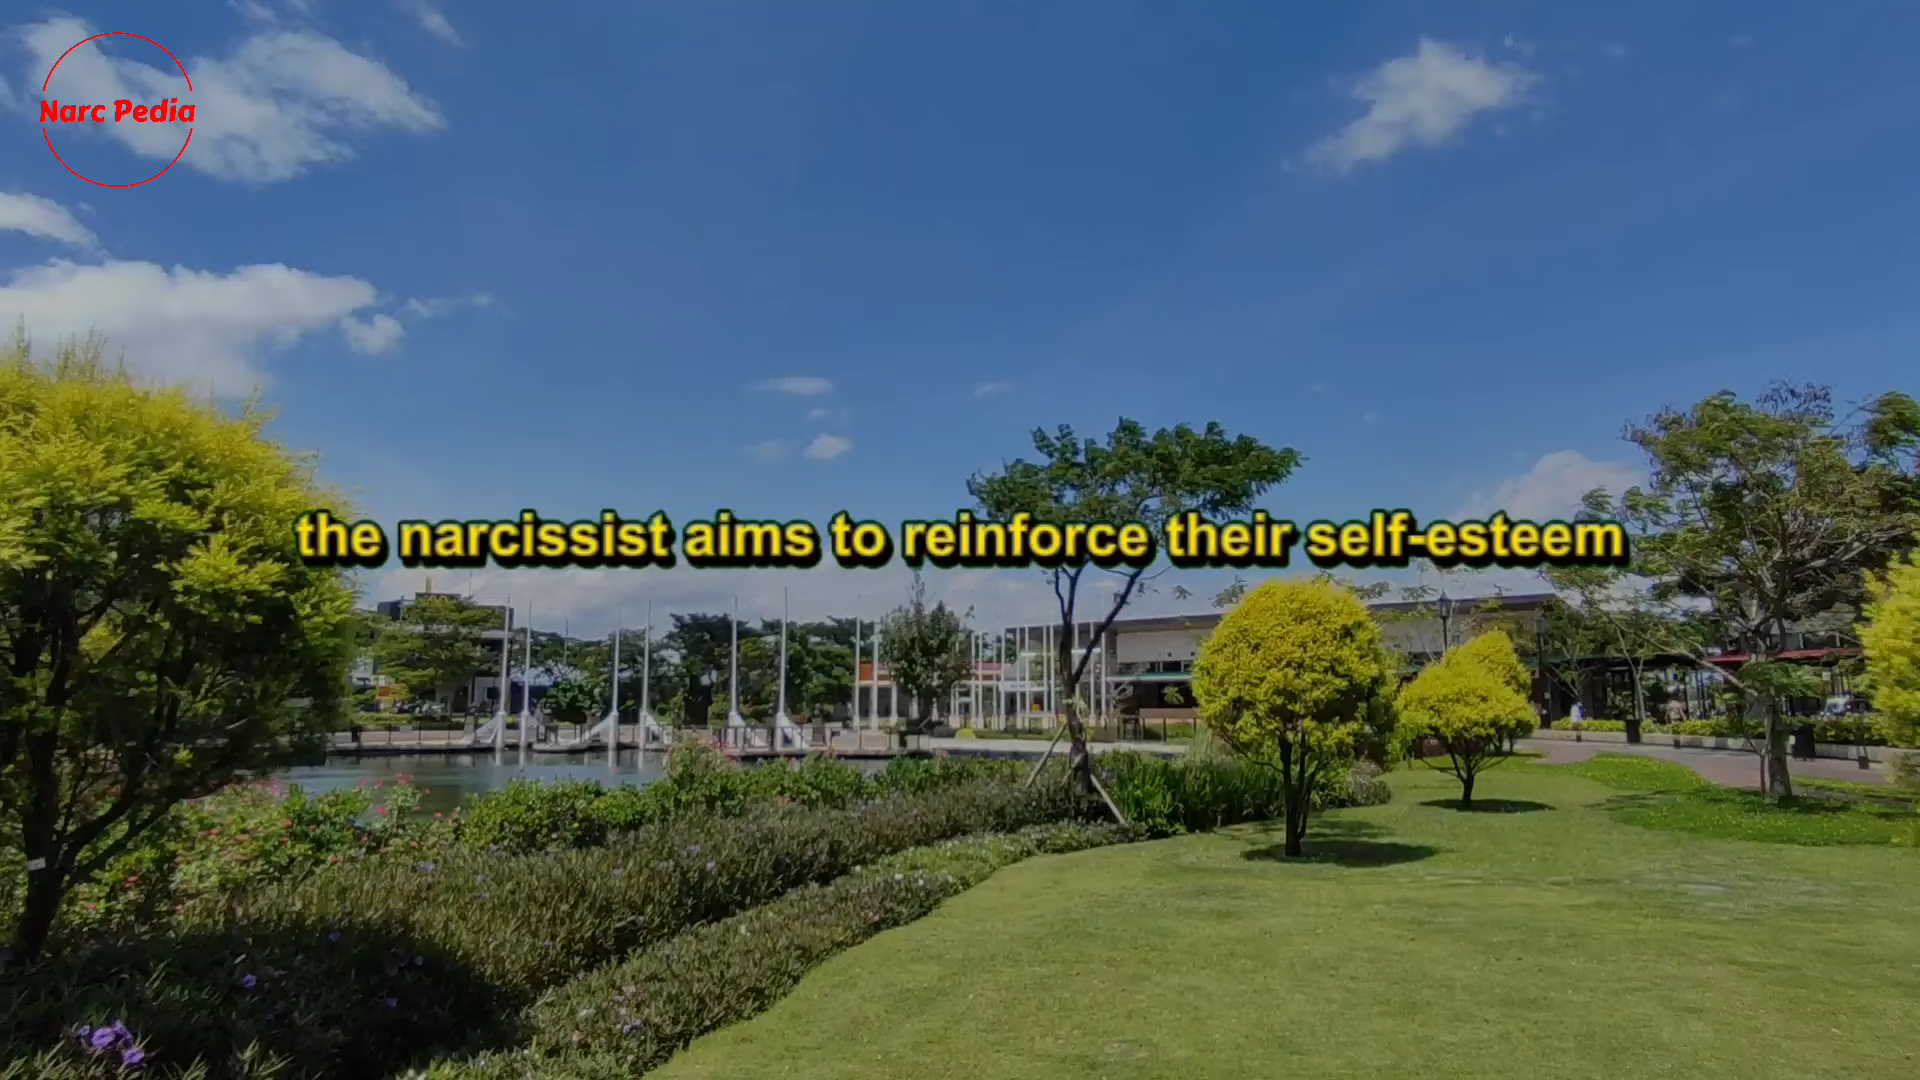 Narc Pedia
the narcissist aims to reinforce their self-esteem